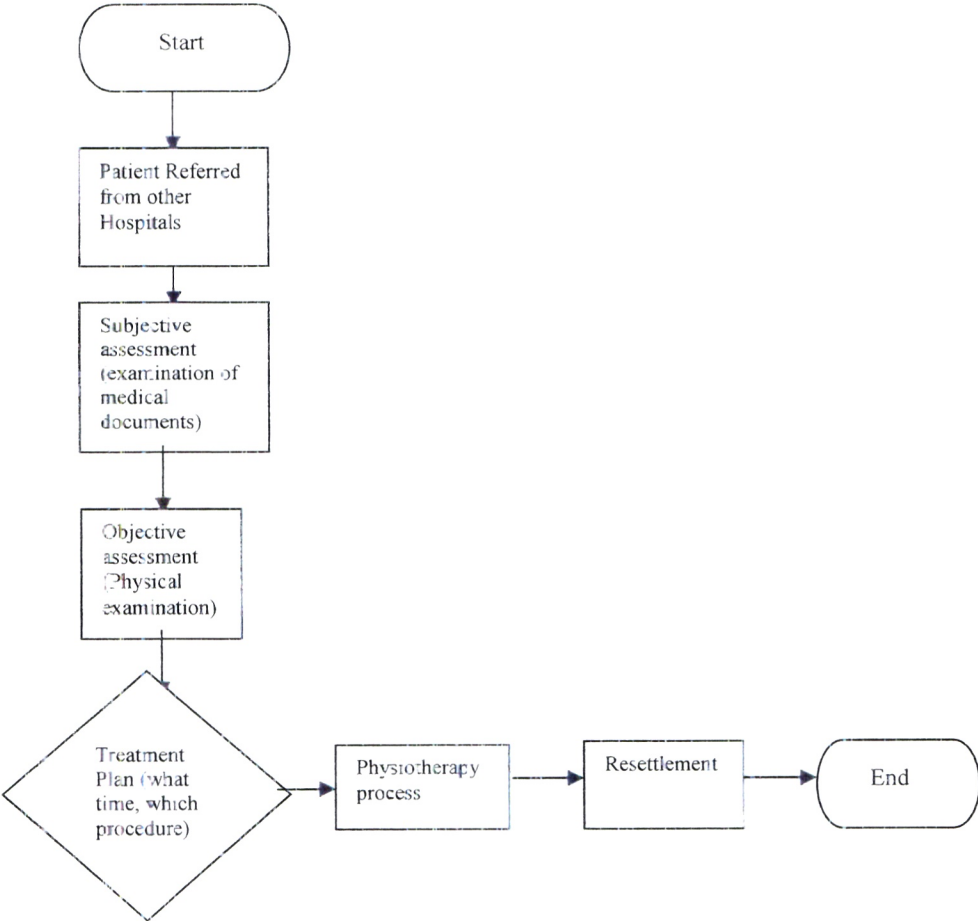 Start
Patient Referred
from other
Hospitals
Subjective
assessment
(examination of
medical
documents)
Objective
assessment
(Physical
examination)
Treatment
Plan (what
time, which
procedure)
Physiotherapy
process
Resettlement
End